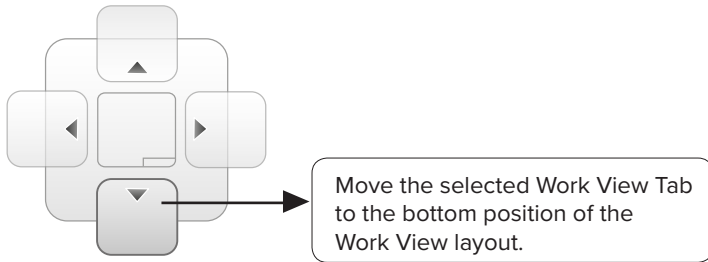 Move the selected Work View Tab
to the bottom position of the
Work View layout.